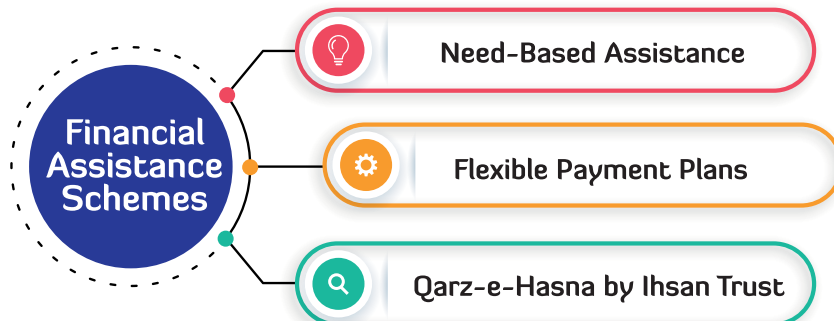 Financial
Assistance
Schemes
Need-Based Assistance
Flexible Payment Plans
Qarz-e-Hasna by Ihsan Trust